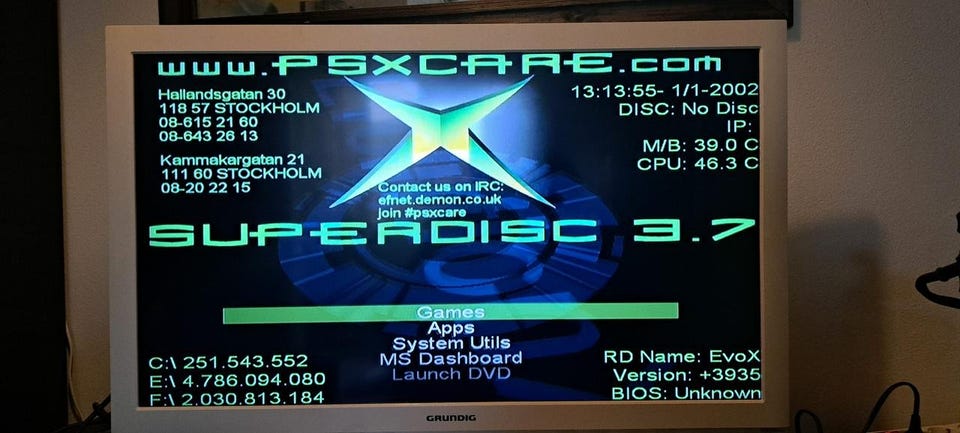 www.PSXCARE.com
Hallandsgatan 30
118 57 STOCKHOLM
08-615 21 60
08-643 26 13
Kammakargatan 21
111 60 STOCKHOLM
08-20 22 15
13:13:55- 1/1-2002
DISC: No Disc
IP:
M/B: 39.0 C
CPU: 46.3 C
Contact us on IRC:
efnet.demon.co.uk
join #psxcare
SUPERDISC 3.7
Games
Apps
System Utils
MS Dashboard
Launch DVD
C:\ 251.543.552
E:\ 4.786.094.080
F:\ 2.030.813.184
RD Name: EvoX
Version: +3935
BIOS: Unknown
GRUNDIG